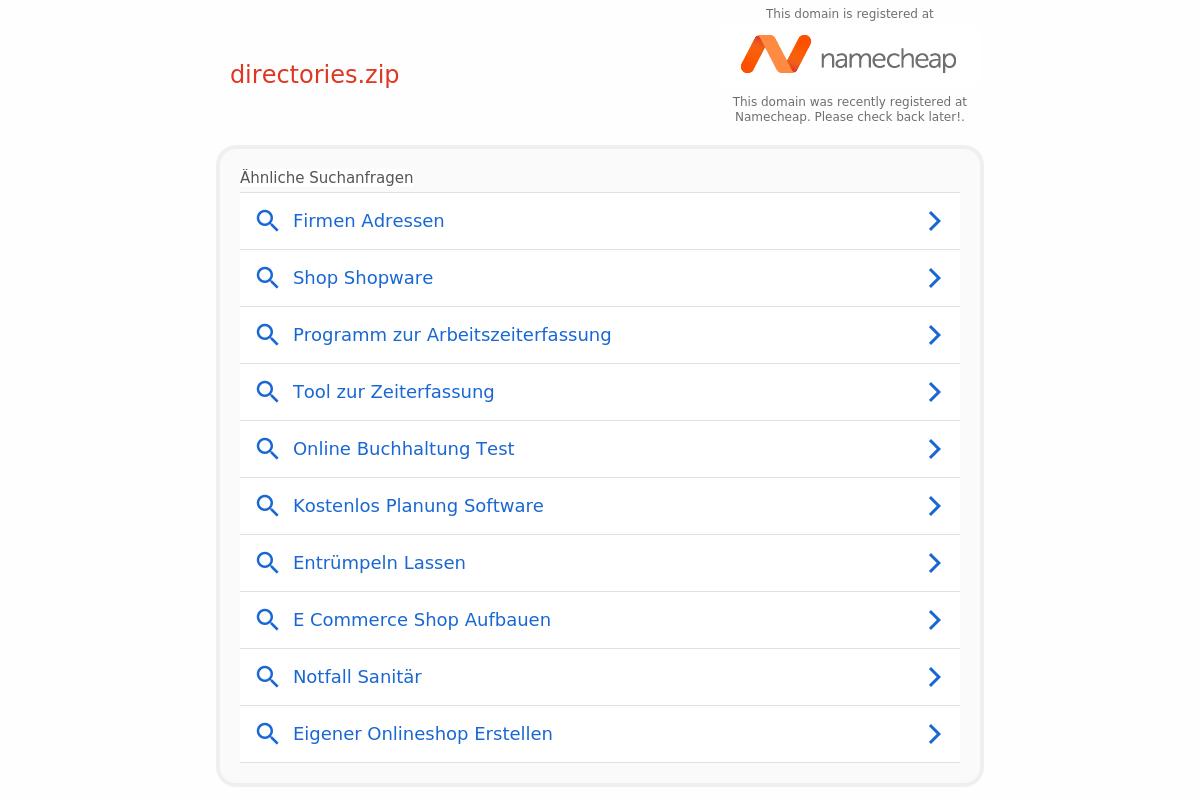 This domain is registered at
namecheap
directories.zip
This domain was recently registered at
Namecheap. Please check back later!.
Ähnliche Suchanfragen
Firmen Adressen
Shop Shopware
Programm zur Arbeitszeiterfassung
Tool zur Zeiterfassung
Online Buchhaltung Test
Kostenlos Planung Software
Entrümpeln Lassen
E Commerce Shop Aufbauen
Notfall Sanitär
Eigener Onlineshop Erstellen